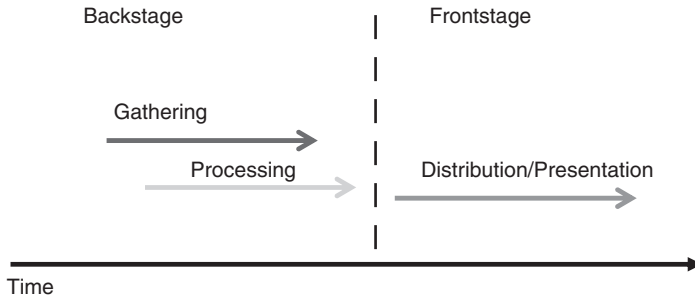 Backstage
Frontstage
Gathering
Processing
Distribution/Presentation
Time